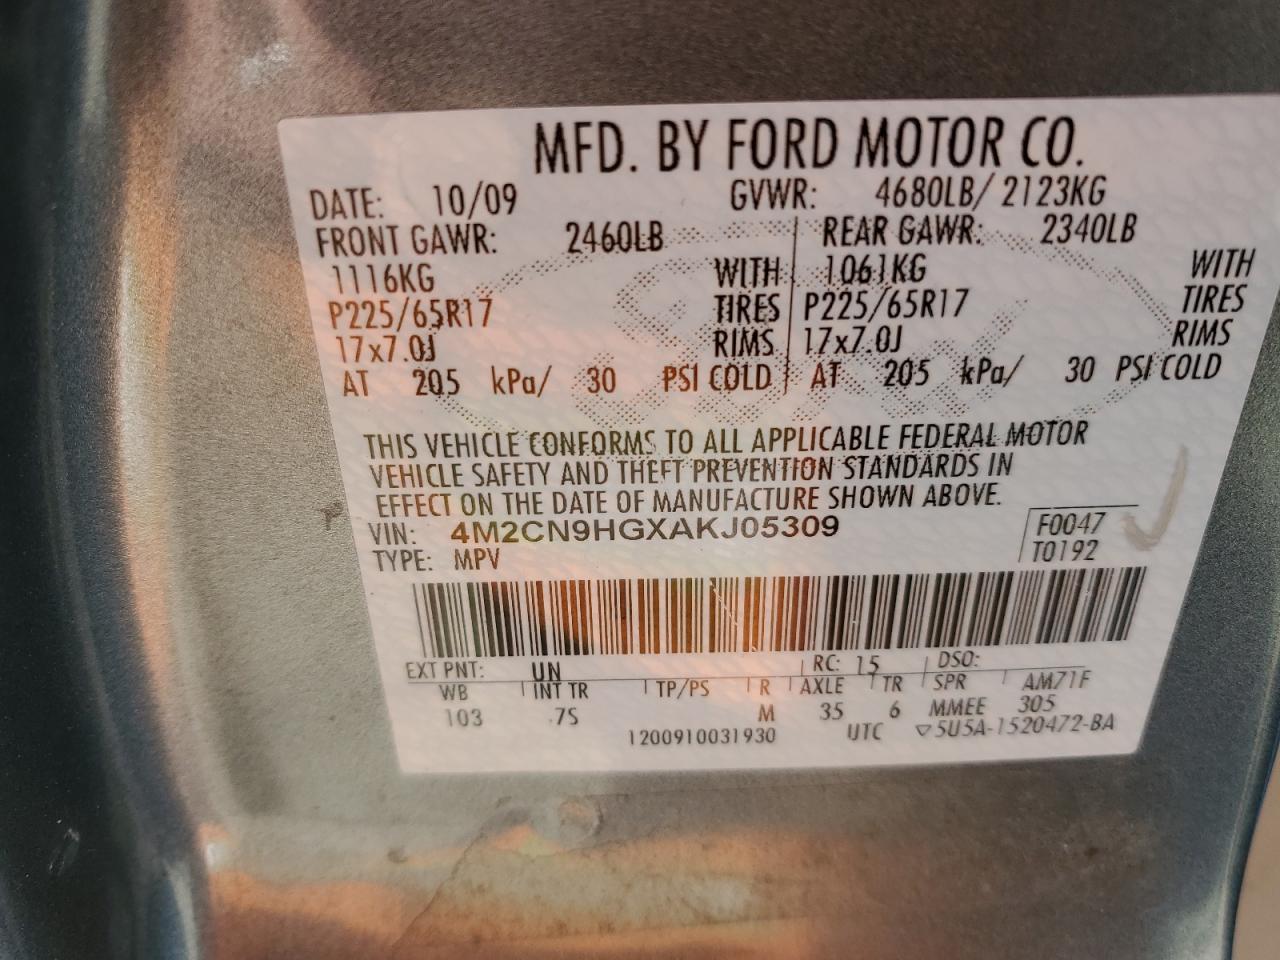 MFD. BY FORD MOTOR CO.
DATE: 10/09 GVWR: 4680LB/ 2123KG
FRONT GAWR: 2460LB REAR GAWR: 2340LB
1116KG WITH 1061KG WITH
P225/65R17 TIRES P225/65R17 TIRES
17x7.0J RIMS 17x7.0J RIMS
AT 205 kPa/ 30 PSI COLD AT 205 kPa/ 30 PSI COLD
THIS VEHICLE CONFORMS TO ALL APPLICABLE FEDERAL MOTOR
VEHICLE SAFETY AND THEFT PREVENTION STANDARDS IN
EFFECT ON THE DATE OF MANUFACTURE SHOWN ABOVE.
VIN: 4M2CN9HGXAKJ05309 F0047
TYPE: MPV T0192
EXT PNT: UN RC: 15 DSO:
WB INT TR TP/PS R AXLE TR SPR AM71F
103 7S M 35 6 MMEE 305
1200910031930 UTC ▽5U5A-1520472-BA